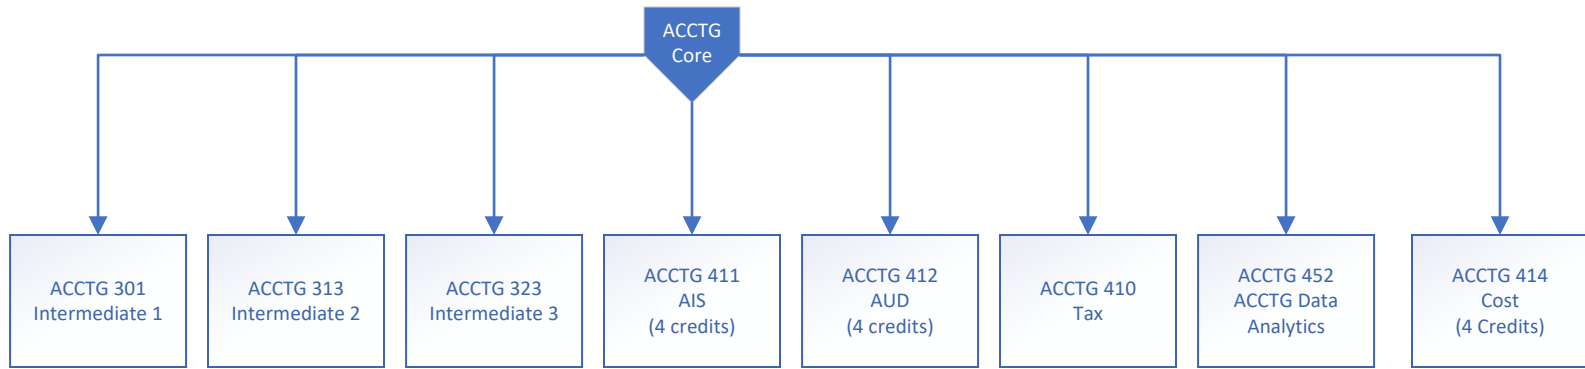 ACCTG
Core
ACCTG 301
Intermediate 1
ACCTG 313
Intermediate 2
ACCTG 323
Intermediate 3
ACCTG 411
AIS
(4 credits)
ACCTG 412
AUD
(4 credits)
ACCTG 410
Tax
ACCTG 452
ACCTG Data
Analytics
ACCTG 414
Cost
(4 Credits)